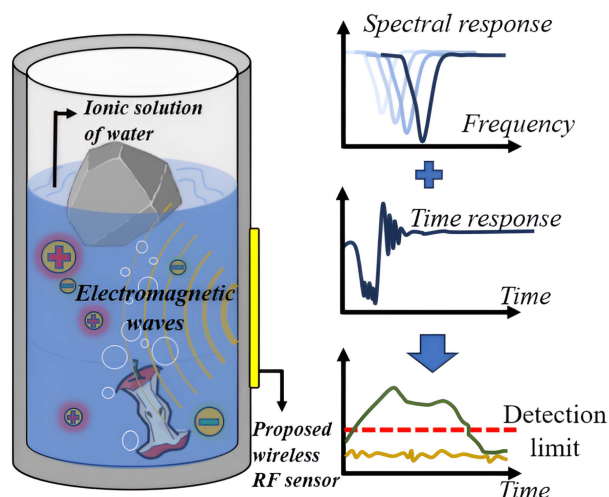 Ionic solution
of water
Electromagnetic
waves
Proposed
wireless
RF sensor
Spectral response
Frequency
Time response
Time
Detection
limit
Time